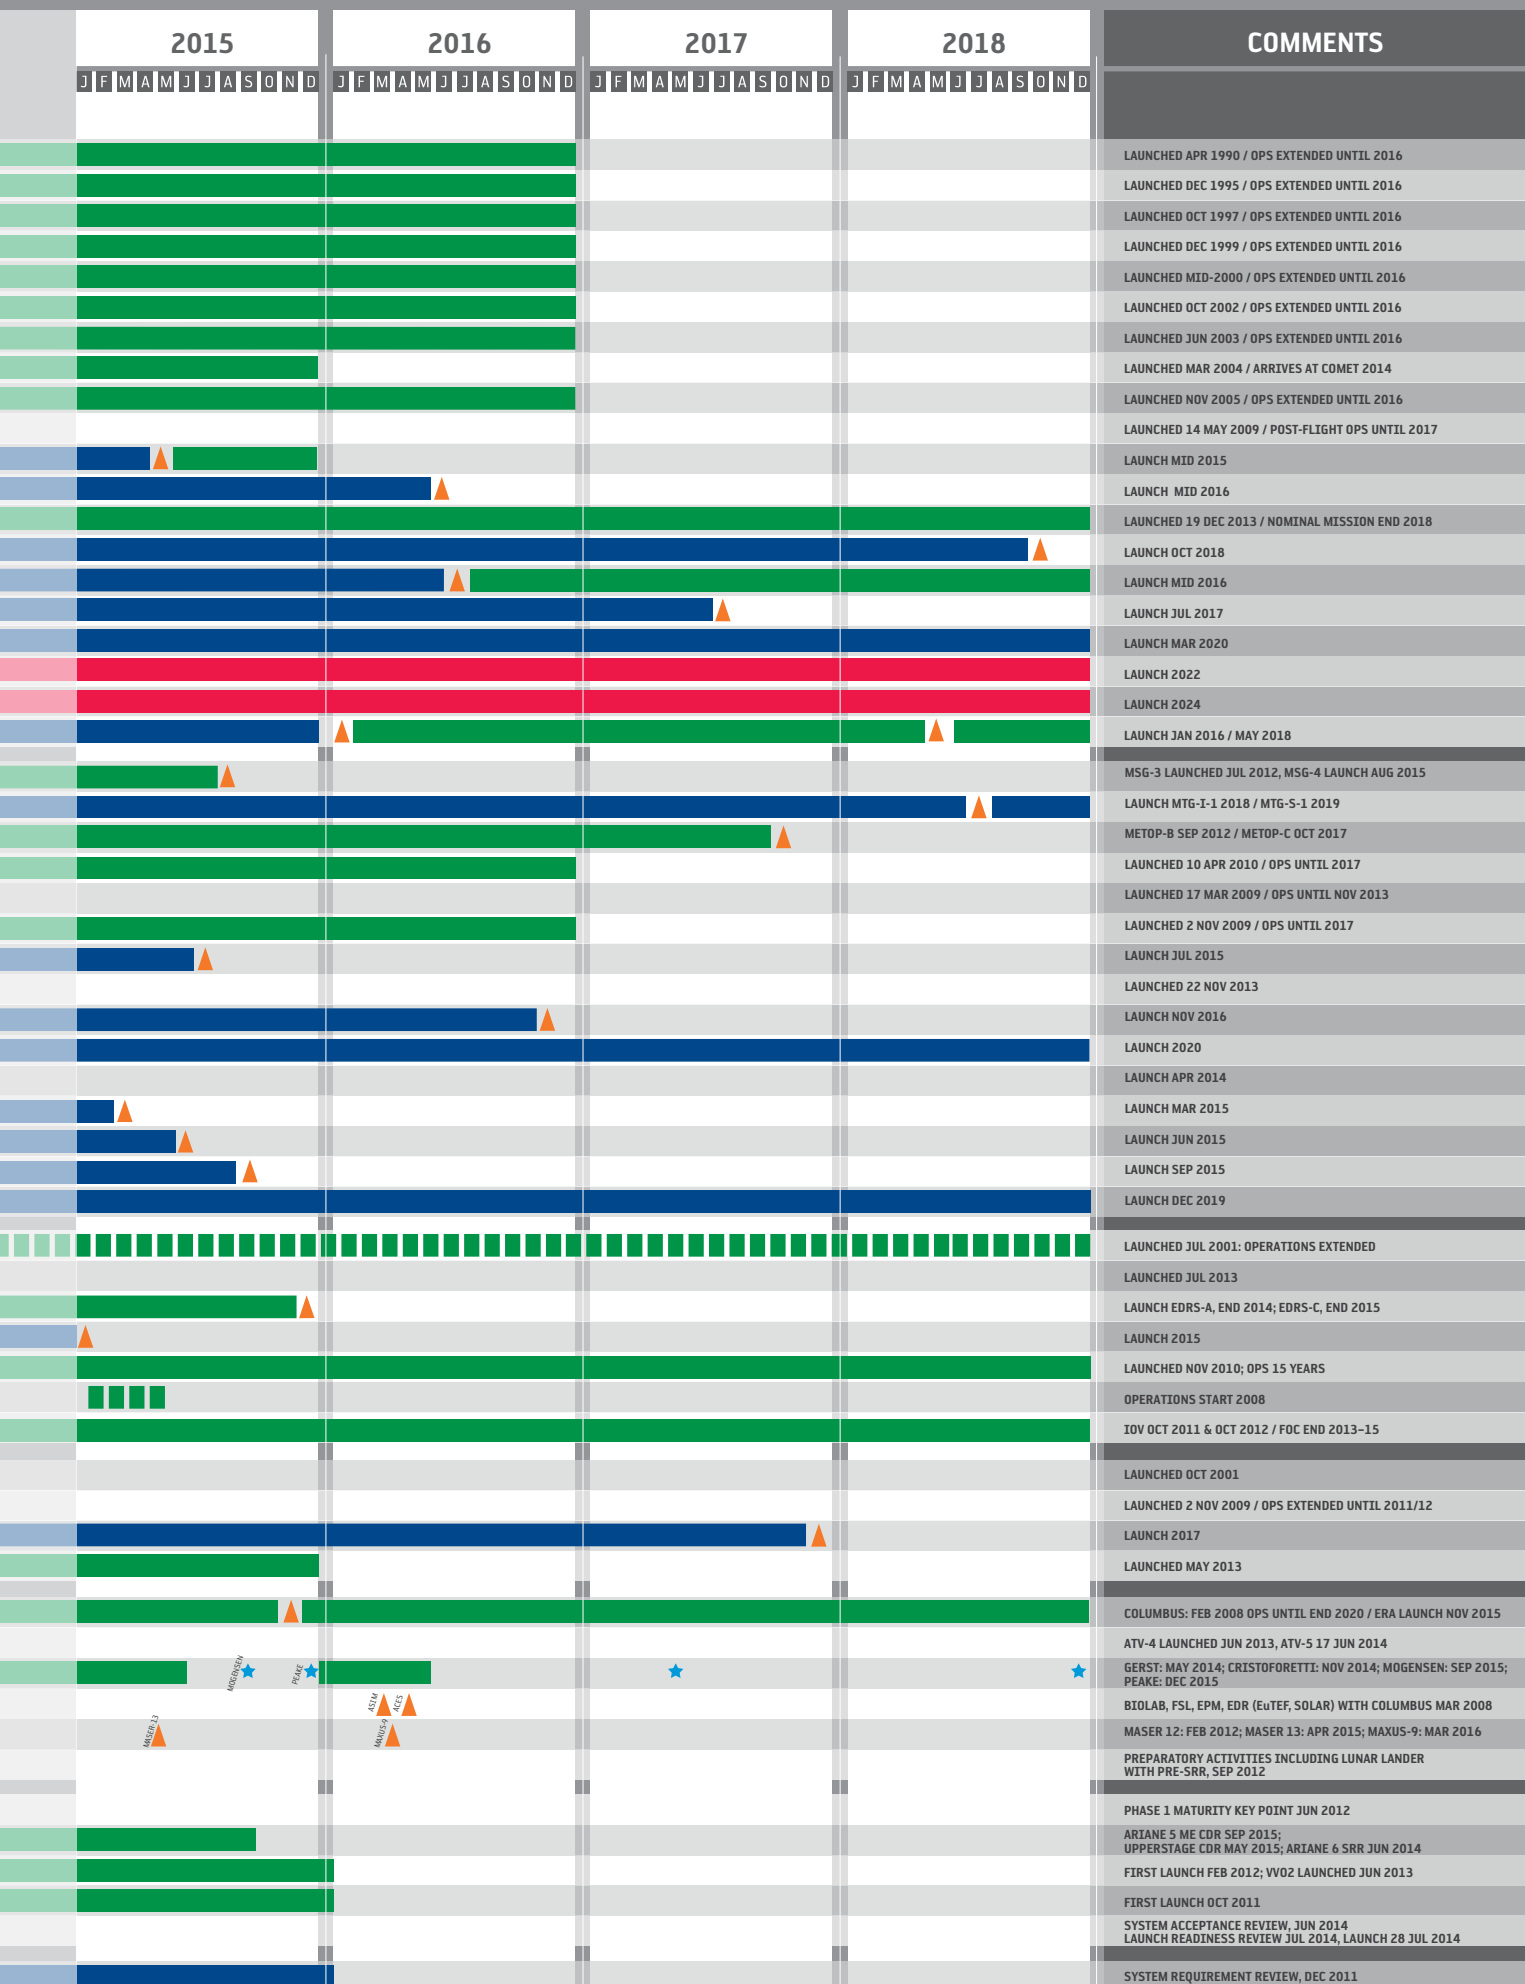 2015 2016 2017 2018 COMMENTS
J F M A M J J A S O N D J F M A M J J A S O N D J F M A M J J A S O N D J F M A M J J A S O N D
LAUNCHED APR 1990 / OPS EXTENDED UNTIL 2016
LAUNCHED DEC 1995 / OPS EXTENDED UNTIL 2016
LAUNCHED OCT 1997 / OPS EXTENDED UNTIL 2016
LAUNCHED DEC 1999 / OPS EXTENDED UNTIL 2016
LAUNCHED MID-2000 / OPS EXTENDED UNTIL 2016
LAUNCHED OCT 2002 / OPS EXTENDED UNTIL 2016
LAUNCHED JUN 2003 / OPS EXTENDED UNTIL 2016
LAUNCHED MAR 2004 / ARRIVES AT COMET 2014
LAUNCHED NOV 2005 / OPS EXTENDED UNTIL 2016
LAUNCHED 14 MAY 2009 / POST-FLIGHT OPS UNTIL 2017
LAUNCH MID 2015
LAUNCH MID 2016
LAUNCHED 19 DEC 2013 / NOMINAL MISSION END 2018
LAUNCH OCT 2018
LAUNCH MID 2016
LAUNCH JUL 2017
LAUNCH MAR 2020
LAUNCH 2022
LAUNCH 2024
LAUNCH JAN 2016 / MAY 2018
MSG-3 LAUNCHED JUL 2012, MSG-4 LAUNCH AUG 2015
LAUNCH MTG-I-1 2018 / MTG-S-1 2019
METOP-B SEP 2012 / METOP-C OCT 2017
LAUNCHED 10 APR 2010 / OPS UNTIL 2017
LAUNCHED 17 MAR 2009 / OPS UNTIL NOV 2013
LAUNCHED 2 NOV 2009 / OPS UNTIL 2017
LAUNCH JUL 2015
LAUNCHED 22 NOV 2013
LAUNCH NOV 2016
LAUNCH 2020
LAUNCH APR 2014
LAUNCH MAR 2015
LAUNCH JUN 2015
LAUNCH SEP 2015
LAUNCH DEC 2019
LAUNCHED JUL 2001: OPERATIONS EXTENDED
LAUNCHED JUL 2013
LAUNCH EDRS-A, END 2014; EDRS-C, END 2015
LAUNCH 2015
LAUNCHED NOV 2010; OPS 15 YEARS
OPERATIONS START 2008
IOV OCT 2011 & OCT 2012 / FOC END 2013–15
LAUNCHED OCT 2001
LAUNCHED 2 NOV 2009 / OPS EXTENDED UNTIL 2011/12
LAUNCH 2017
LAUNCHED MAY 2013
COLUMBUS: FEB 2008 OPS UNTIL END 2020 / ERA LAUNCH NOV 2015
ATV-4 LAUNCHED JUN 2013, ATV-5 17 JUN 2014
MOGENSEN PEAKE GERST: MAY 2014; CRISTOFORETTI: NOV 2014; MOGENSEN: SEP 2015;
PEAKE: DEC 2015
ASIM ACES BIOLAB, FSL, EPM, EDR (EuTEF, SOLAR) WITH COLUMBUS MAR 2008
MASER-13 MAXUS-9 MASER 12: FEB 2012; MASER 13: APR 2015; MAXUS-9: MAR 2016
PREPARATORY ACTIVITIES INCLUDING LUNAR LANDER
WITH PRE-SRR, SEP 2012
PHASE 1 MATURITY KEY POINT JUN 2012
ARIANE 5 ME CDR SEP 2015;
UPPERSTAGE CDR MAY 2015; ARIANE 6 SRR JUN 2014
FIRST LAUNCH FEB 2012; VV02 LAUNCHED JUN 2013
FIRST LAUNCH OCT 2011
SYSTEM ACCEPTANCE REVIEW, JUN 2014
LAUNCH READINESS REVIEW JUL 2014, LAUNCH 28 JUL 2014
SYSTEM REQUIREMENT REVIEW, DEC 2011